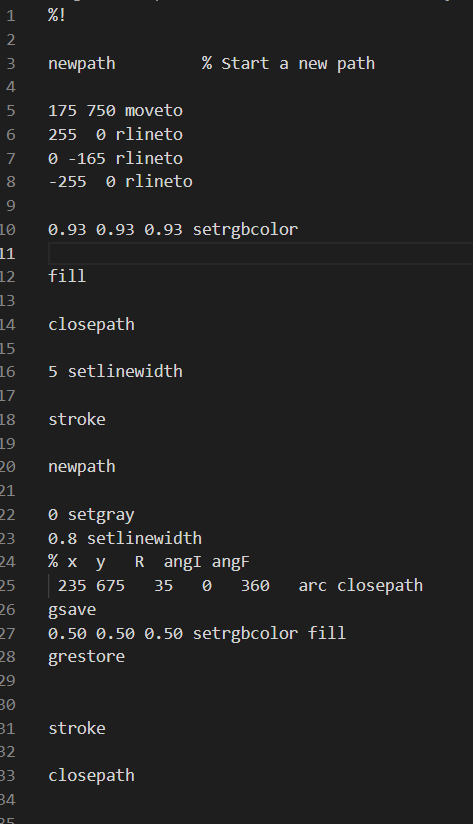 1 %!
2
3 newpath         % Start a new path
4
5 175 750 moveto
6 255  0 rlineto
7 0 -165 rlineto
8 -255  0 rlineto
9
10 0.93 0.93 0.93 setrgbcolor
11
12 fill
13
14 closepath
15
16 5 setlinewidth
17
18 stroke
19
20 newpath
21
22 0 setgray
23 0.8 setlinewidth
24 % x  y   R  angI angF
25  235 675   35   0   360   arc closepath
26 gsave
27 0.50 0.50 0.50 setrgbcolor fill
28 grestore
29
30
31 stroke
32
33 closepath
34
35